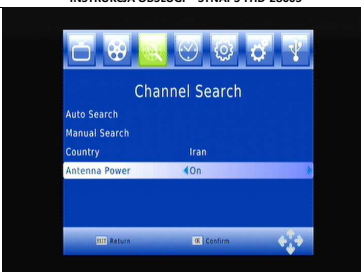 INSTRUKCJA OBSŁUGI – SYNAPS THD-2860S
Channel Search
Auto Search
Manual Search
Country Iran
Antenna Power On
EXIT Return OK Confirm